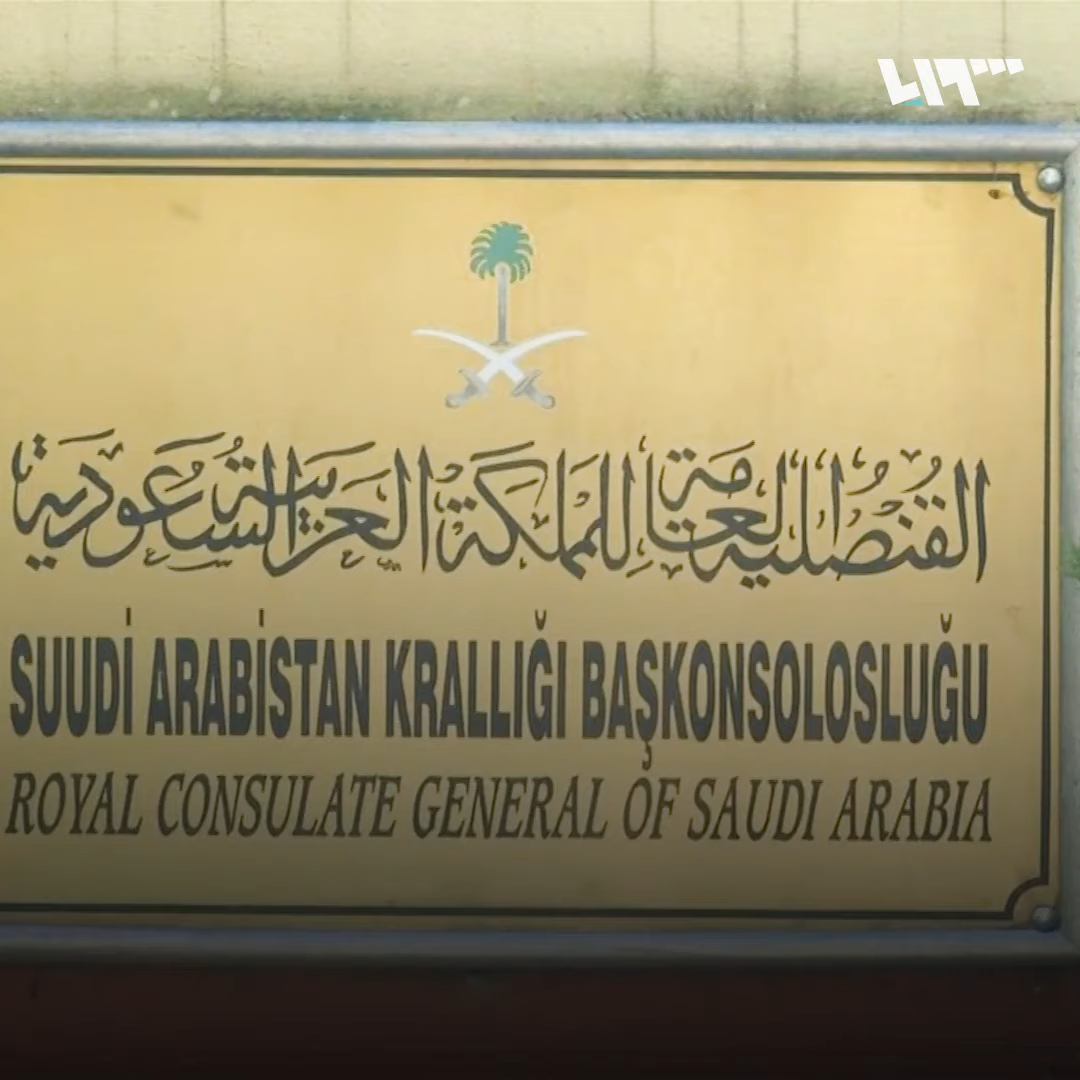 القنصلية العامة للمملكة العربية السعودية
SUUDİ ARABİSTAN KRALLIĞI BAŞKONSOLOSLUĞU
ROYAL CONSULATE GENERAL OF SAUDI ARABIA